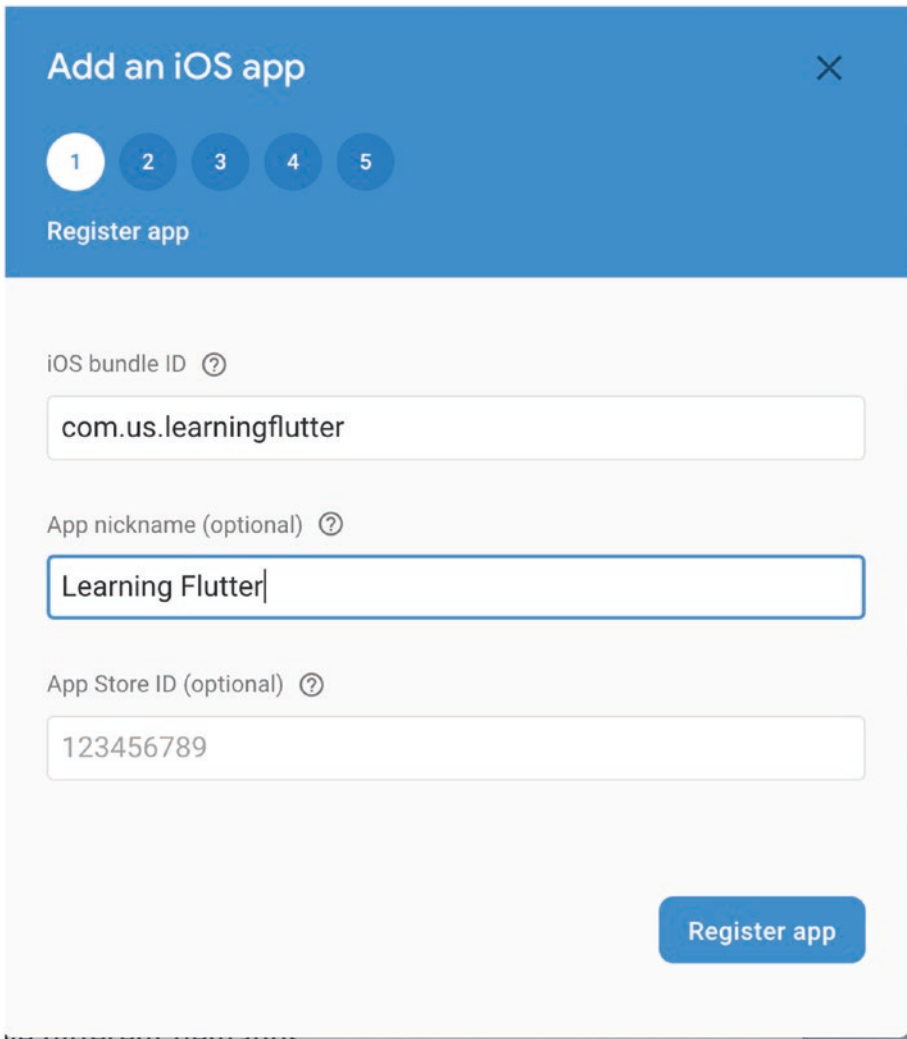 Add an iOS app
1 2 3 4 5
Register app
iOS bundle ID
com.us.learningflutter
App nickname (optional)
Learning Flutter
App Store ID (optional)
123456789
Register app